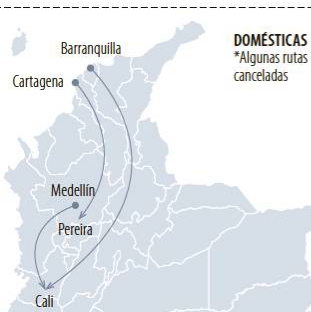 DOMÉSTICAS
*Algunas rutas
canceladas
Barranquilla
Cartagena
Medellín
Pereira
Cali